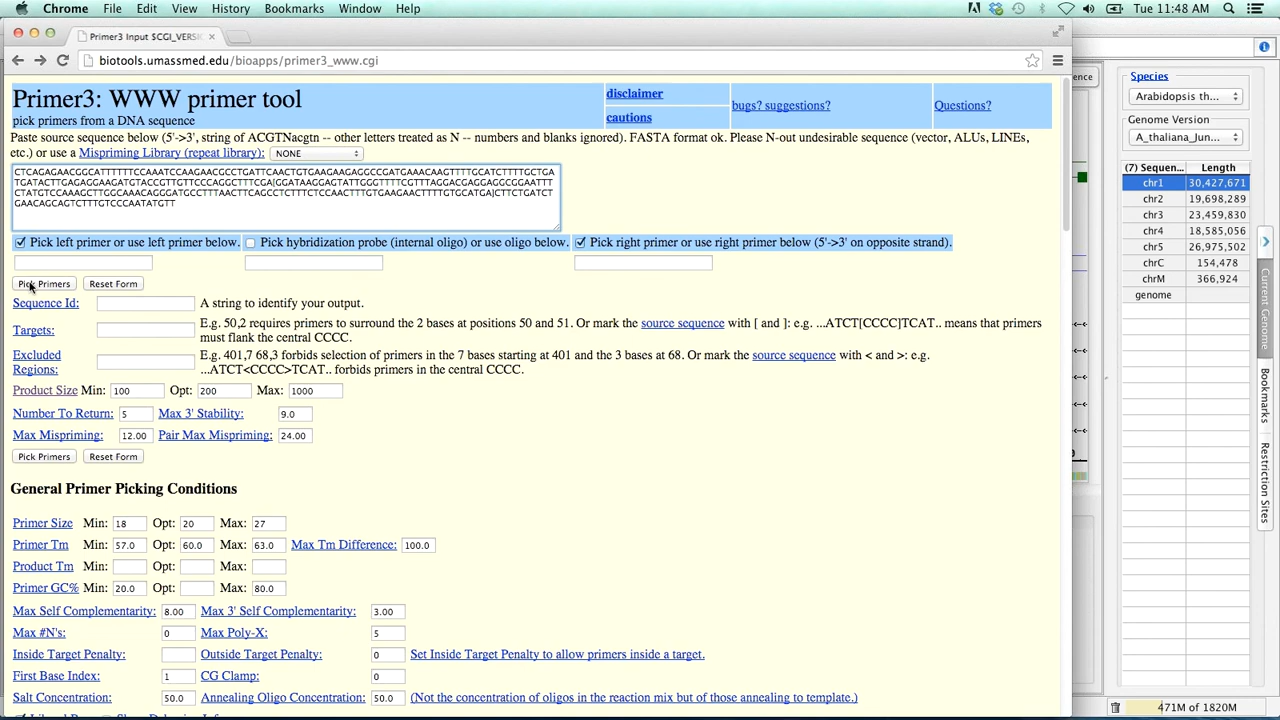 Chrome File Edit View History Bookmarks Window Help Tue 11:48 AM
Primer3 Input $CGI_VERSI
biotools.umassmed.edu/bioapps/primer3_www.cgi
Primer3: WWW primer tool
pick primers from a DNA sequence
disclaimer
cautions
bugs? suggestions?
Questions?
Paste source sequence below (5'->3', string of ACGTNacgtn -- other letters treated as N -- numbers and blanks ignored). FASTA format ok. Please N-out undesirable sequence (vector, ALUs, LINEs,
etc.) or use a Mispriming Library (repeat library): NONE
CTCAGAGAACGGCATTTTTTCCAAATCCAAGAACGCCTGATTCAACTGTGAAGAAGAGGCCGATGAAACAAGTTTTGCATCTTTTGCTGA
TGATACTTGAGAGGAAGATGTACCGTTGTTCCCAGGCTTTCGA[GGATAAGGAGTATTGGGTTTTCGTTTAGGACGAGGAGGCGGAATTT
CTATGTCCAAAGCTTGGCAAACAGGGATGCCTTTAACTTCAGCCTCTTTCTCCAACTTTGTGAAGAACTTTTGTGCATGA]CTTCTGATCT
GAACAGCAGTCTTTGTCCCAATATGTT
Pick left primer or use left primer below. Pick hybridization probe (internal oligo) or use oligo below. Pick right primer or use right primer below (5'->3' on opposite strand).
Pick Primers Reset Form
Sequence Id: A string to identify your output.
Targets: E.g. 50,2 requires primers to surround the 2 bases at positions 50 and 51. Or mark the source sequence with [ and ]: e.g. ...ATCT[CCCC]TCAT.. means that primers
must flank the central CCCC.
Excluded Regions: E.g. 401,7 68,3 forbids selection of primers in the 7 bases starting at 401 and the 3 bases at 68. Or mark the source sequence with < and >: e.g.
...ATCT<CCCC>TCAT.. forbids primers in the central CCCC.
Product Size Min: 100 Opt: 200 Max: 1000
Number To Return: 5 Max 3' Stability: 9.0
Max Mispriming: 12.00 Pair Max Mispriming: 24.00
Pick Primers Reset Form
General Primer Picking Conditions
Primer Size Min: 18 Opt: 20 Max: 27
Primer Tm Min: 57.0 Opt: 60.0 Max: 63.0 Max Tm Difference: 100.0
Product Tm Min: Opt: Max:
Primer GC% Min: 20.0 Opt: Max: 80.0
Max Self Complementarity: 8.00 Max 3' Self Complementarity: 3.00
Max #N's: 0 Max Poly-X: 5
Inside Target Penalty: Outside Target Penalty: 0 Set Inside Target Penalty to allow primers inside a target.
First Base Index: 1 CG Clamp: 0
Salt Concentration: 50.0 Annealing Oligo Concentration: 50.0 (Not the concentration of oligos in the reaction mix but of those annealing to template.)
Species
Arabidopsis th...
Genome Version
A_thaliana_Jun...
(7) Sequen... Length
chr1 30,427,671
chr2 19,698,289
chr3 23,459,830
chr4 18,585,056
chr5 26,975,502
chrC 154,478
chrM 366,924
genome
Current Genome
Bookmarks
Restriction Sites
471M of 1820M